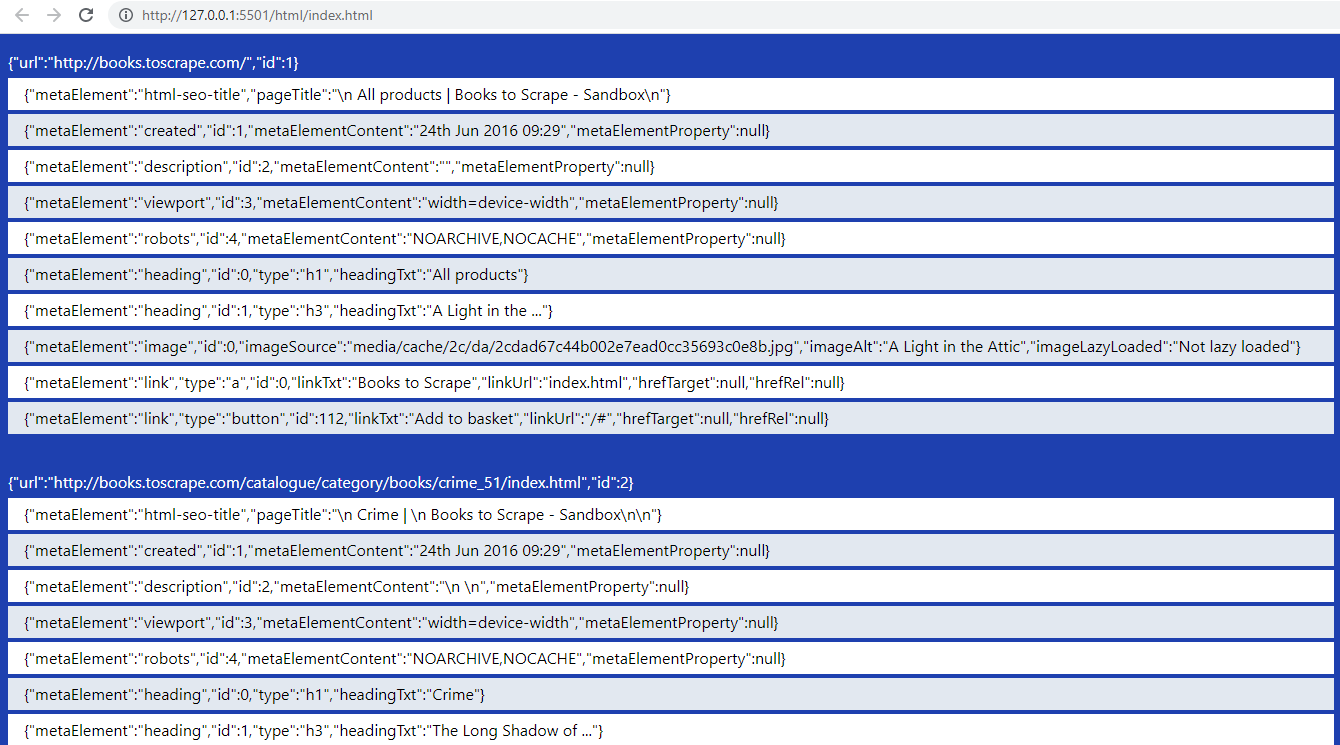 http://127.0.0.1:5501/html/index.html
{"url":"http://books.toscrape.com/","id":1}
{"metaElement":"html-seo-title","pageTitle":"\n All products | Books to Scrape - Sandbox\n"}
{"metaElement":"created","id":1,"metaElementContent":"24th Jun 2016 09:29","metaElementProperty":null}
{"metaElement":"description","id":2,"metaElementContent":"","metaElementProperty":null}
{"metaElement":"viewport","id":3,"metaElementContent":"width=device-width","metaElementProperty":null}
{"metaElement":"robots","id":4,"metaElementContent":"NOARCHIVE,NOCACHE","metaElementProperty":null}
{"metaElement":"heading","id":0,"type":"h1","headingTxt":"All products"}
{"metaElement":"heading","id":1,"type":"h3","headingTxt":"A Light in the ..."}
{"metaElement":"image","id":0,"imageSource":"media/cache/2c/da/2cdad67c44b002e7ead0cc35693c0e8b.jpg","imageAlt":"A Light in the Attic","imageLazyLoaded":"Not lazy loaded"}
{"metaElement":"link","type":"a","id":0,"linkTxt":"Books to Scrape","linkUrl":"index.html","hrefTarget":null,"hrefRel":null}
{"metaElement":"link","type":"button","id":112,"linkTxt":"Add to basket","linkUrl":"/#","hrefTarget":null,"hrefRel":null}
{"url":"http://books.toscrape.com/catalogue/category/books/crime_51/index.html","id":2}
{"metaElement":"html-seo-title","pageTitle":"\n Crime | \n Books to Scrape - Sandbox\n\n"}
{"metaElement":"created","id":1,"metaElementContent":"24th Jun 2016 09:29","metaElementProperty":null}
{"metaElement":"description","id":2,"metaElementContent":"\n \n","metaElementProperty":null}
{"metaElement":"viewport","id":3,"metaElementContent":"width=device-width","metaElementProperty":null}
{"metaElement":"robots","id":4,"metaElementContent":"NOARCHIVE,NOCACHE","metaElementProperty":null}
{"metaElement":"heading","id":0,"type":"h1","headingTxt":"Crime"}
{"metaElement":"heading","id":1,"type":"h3","headingTxt":"The Long Shadow of ..."}